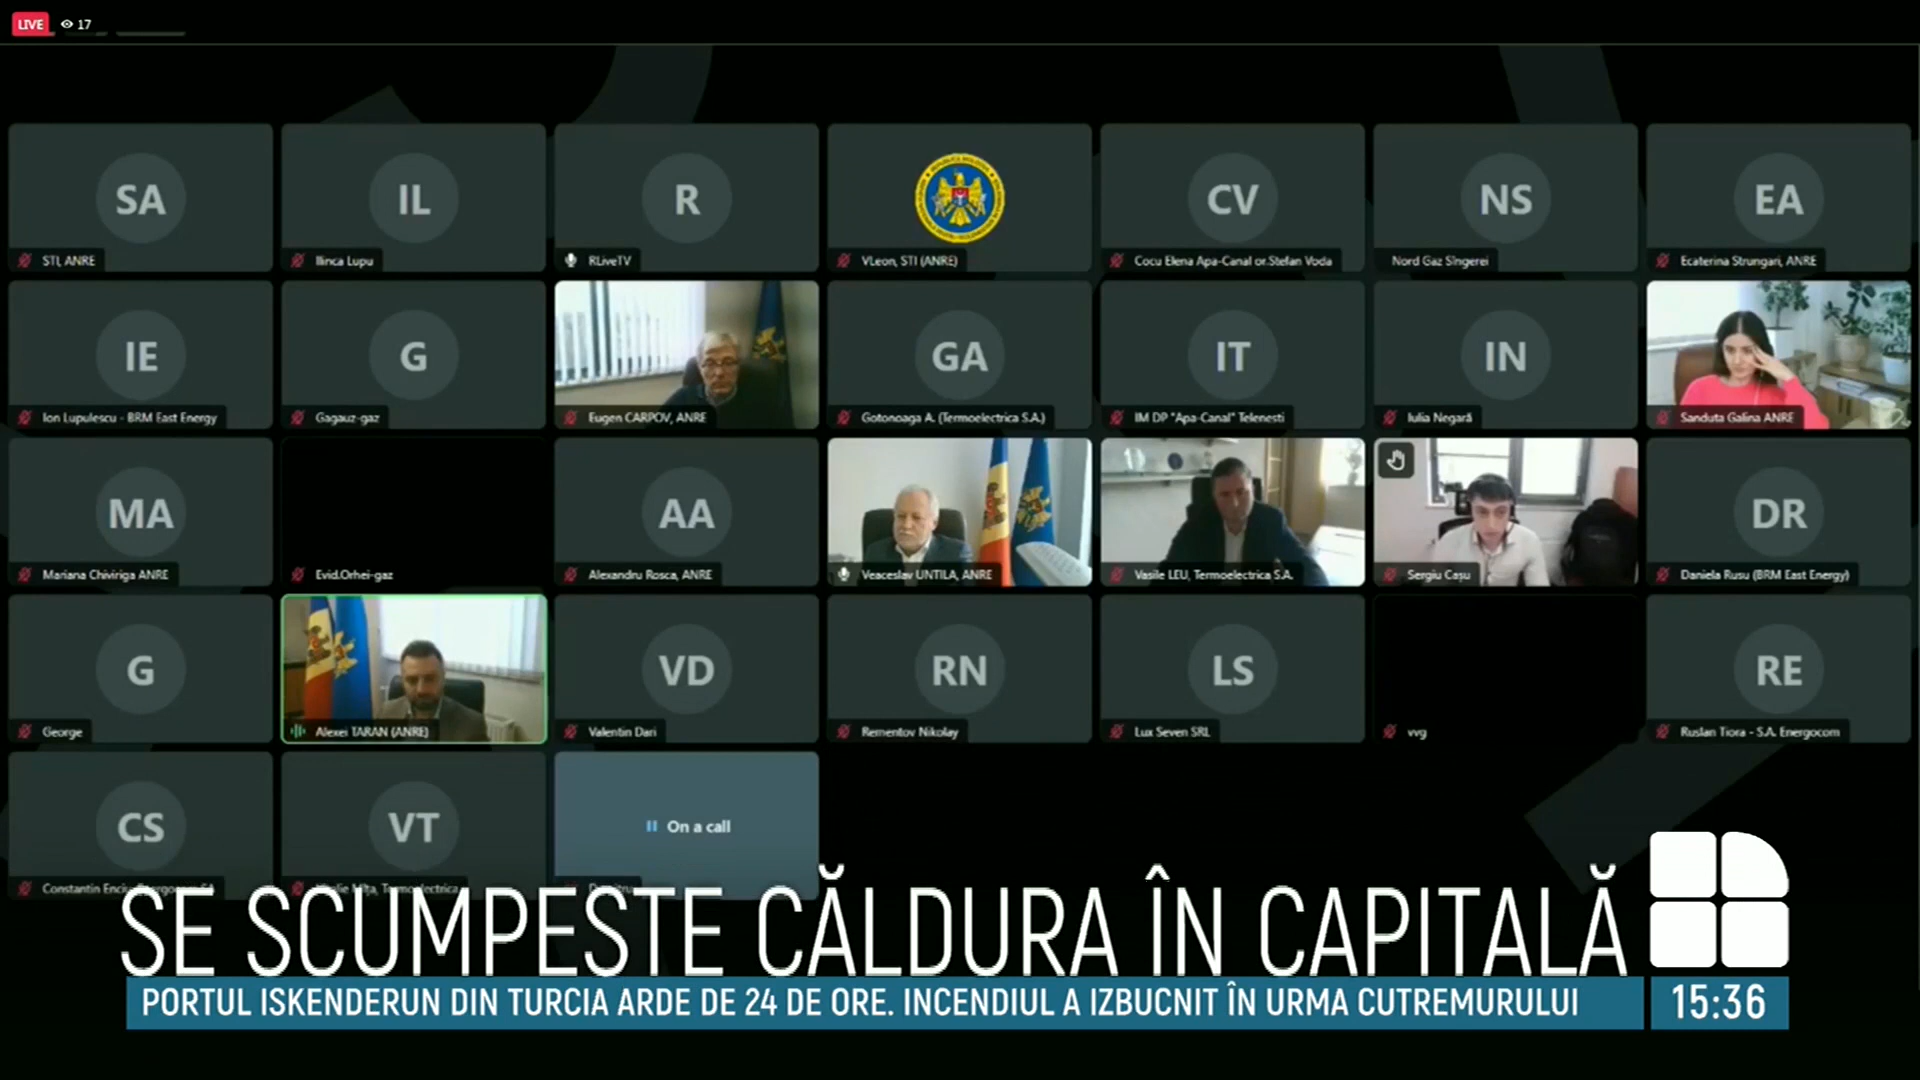 LIVE 17
SA IL R CV NS EA
STI, ANRE Ilinca Lupu RLiveTV VLeon, STI (ANRE) Cocu Elena Apa-Canal or.Stefan Voda Nord Gaz Sîngerei Ecaterina Strungari, ANRE
IE G GA IT IN
Ion Lupulescu - BRM East Energy Gagauz-gaz Eugen CARPOV, ANRE Gotonoaga A. (Termoelectrica S.A.) IM DP "Apa-Canal" Telenesti Iulia Negară Sanduta Galina ANRE
MA AA DR
Mariana Chiviriga ANRE Evid.Orhei-gaz Alexandru Rosca, ANRE Veaceslav UNTILA, ANRE Vasile LEU, Termoelectrica S.A. Sergiu Cașu Daniela Rusu (BRM East Energy)
G VD RN LS RE
George Alexei TARAN (ANRE) Valentin Dari Rementov Nikolay Lux Seven SRL vvg Ruslan Tiora - S.A. Energocom
CS VT On a call
Constantin
SE SCUMPESTE CĂLDURA ÎN CAPITALĂ
PORTUL ISKENDERUN DIN TURCIA ARDE DE 24 DE ORE. INCENDIUL A IZBUCNIT ÎN URMA CUTREMURULUI 15:36